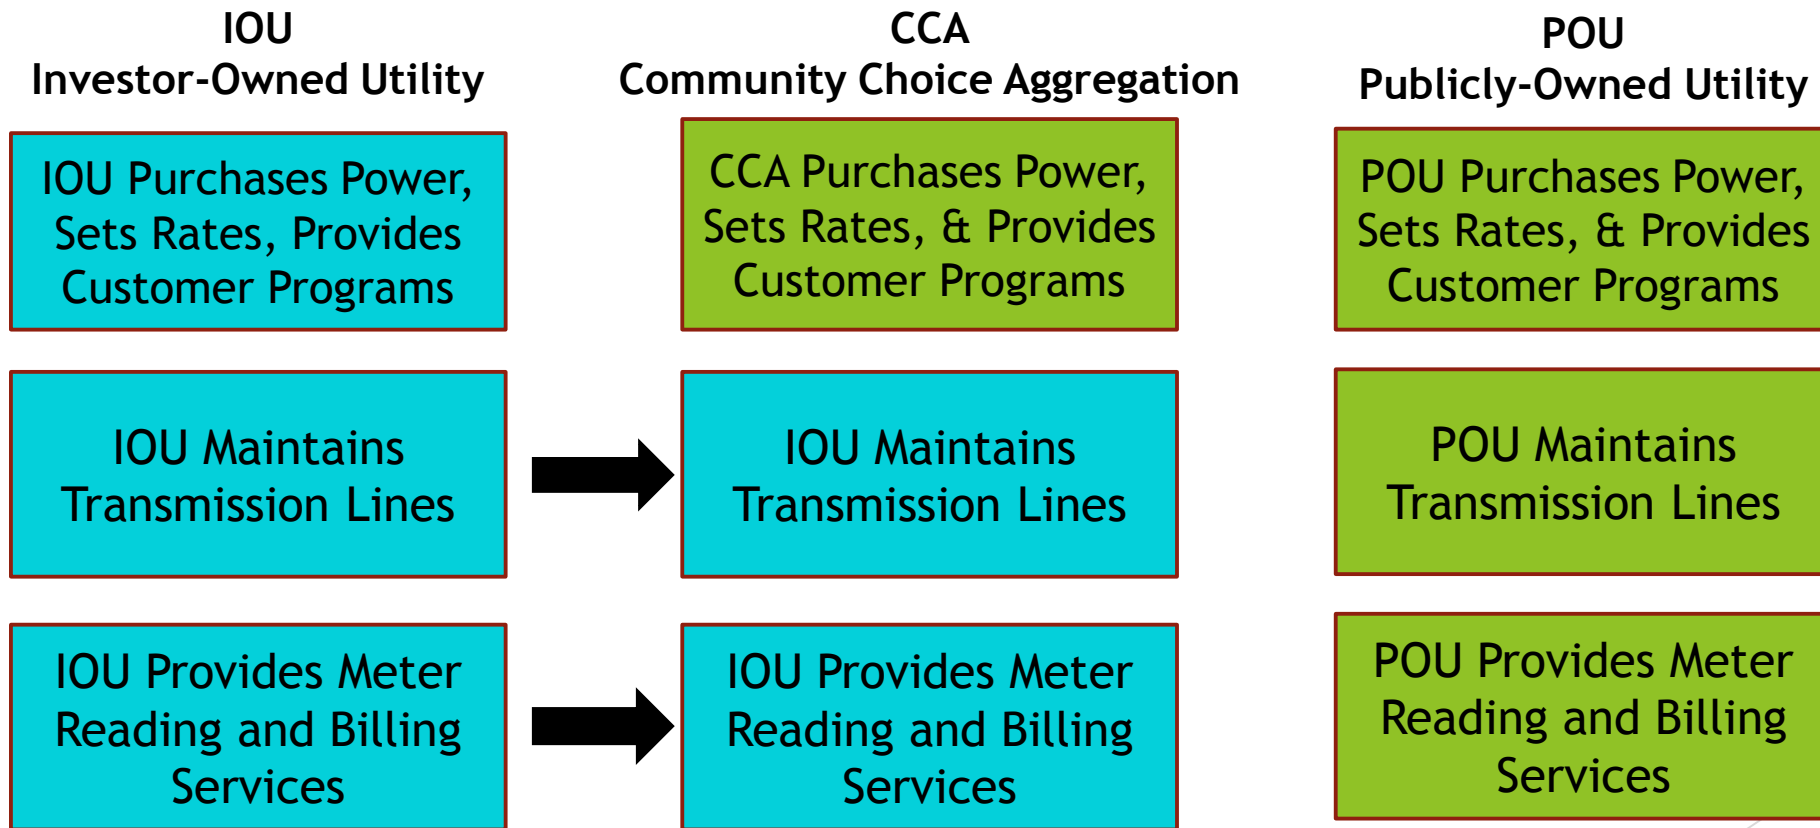 IOU
Investor-Owned Utility
CCA
Community Choice Aggregation
POU
Publicly-Owned Utility
IOU Purchases Power,
Sets Rates, Provides
Customer Programs
CCA Purchases Power,
Sets Rates, & Provides
Customer Programs
POU Purchases Power,
Sets Rates, & Provides
Customer Programs
IOU Maintains
Transmission Lines
IOU Maintains
Transmission Lines
POU Maintains
Transmission Lines
IOU Provides Meter
Reading and Billing
Services
IOU Provides Meter
Reading and Billing
Services
POU Provides Meter
Reading and Billing
Services